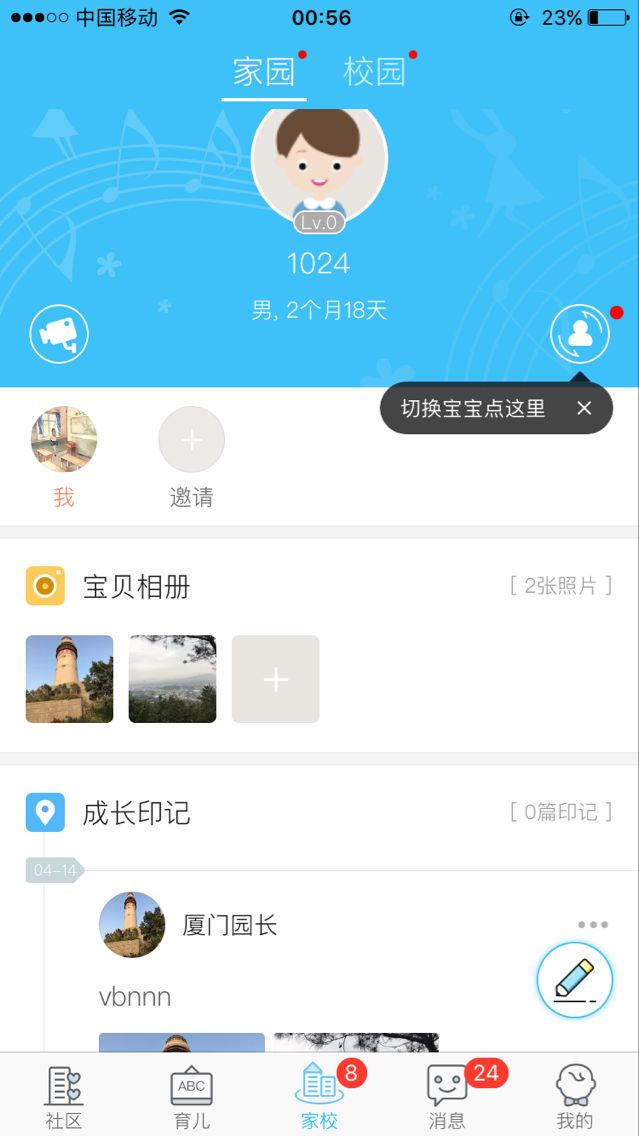 中国移动
00:56
23%
家园 校园
Lv.0
1024
男, 2个月18天
切换宝宝点这里
我 邀请
宝贝相册 [ 2张照片 ]
成长印记 [ 0篇印记 ]
04-14
厦门园长
vbnnn
ABC 8 24
社区 育儿 家校 消息 我的